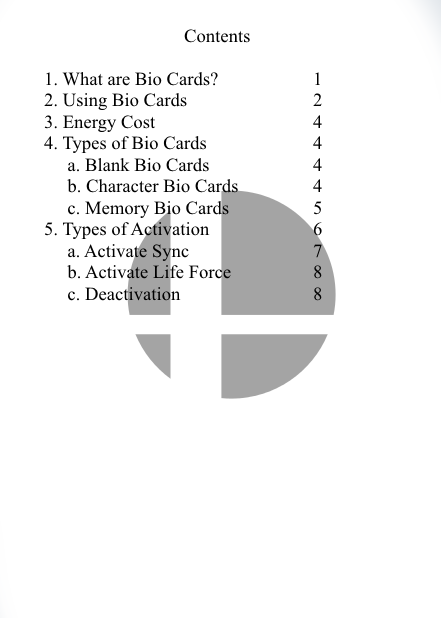 Contents
1. What are Bio Cards? 1
2. Using Bio Cards 2
3. Energy Cost 4
4. Types of Bio Cards 4
a. Blank Bio Cards 4
b. Character Bio Cards 4
c. Memory Bio Cards 5
5. Types of Activation 6
a. Activate Sync 7
b. Activate Life Force 8
c. Deactivation 8